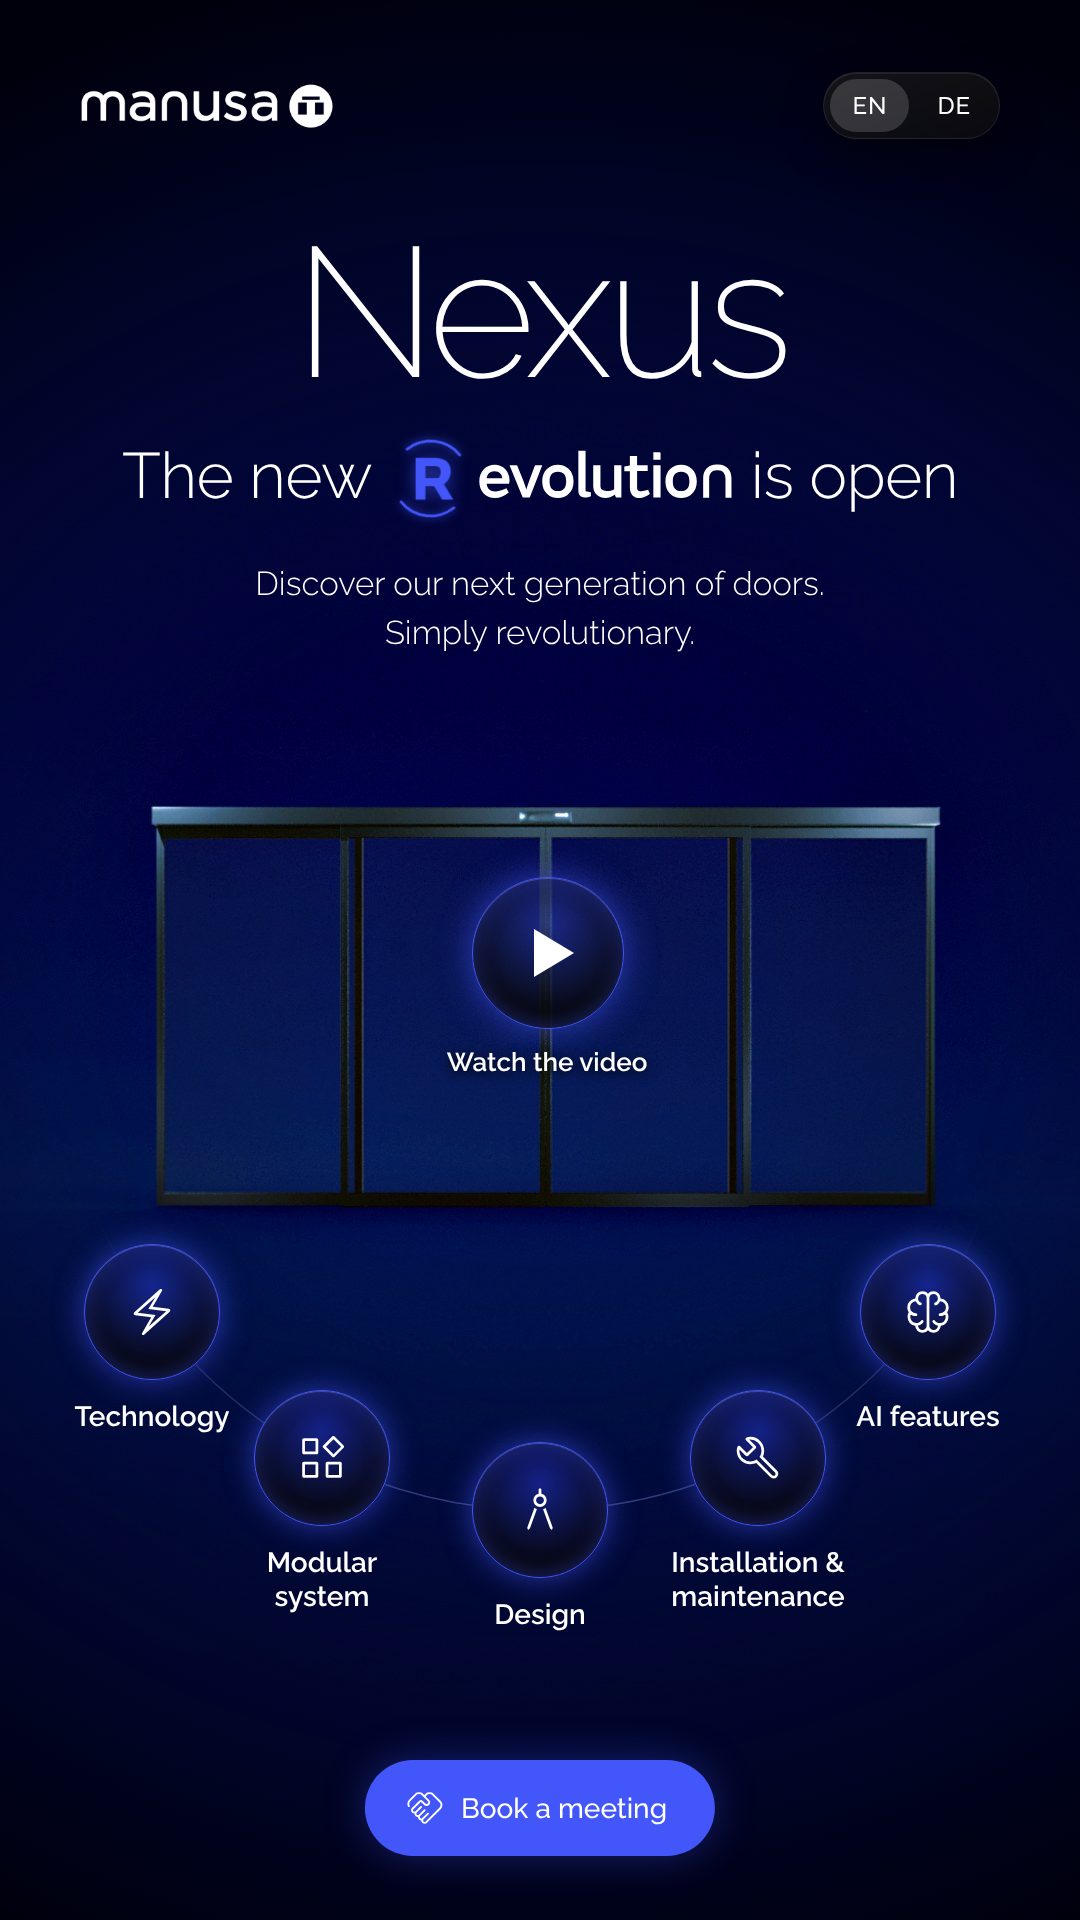 manusa
EN DE
Nexus
The new Revolution is open
Discover our next generation of doors.
Simply revolutionary.
Watch the video
Technology
AI features
Modular
system
Installation &
maintenance
Design
Book a meeting